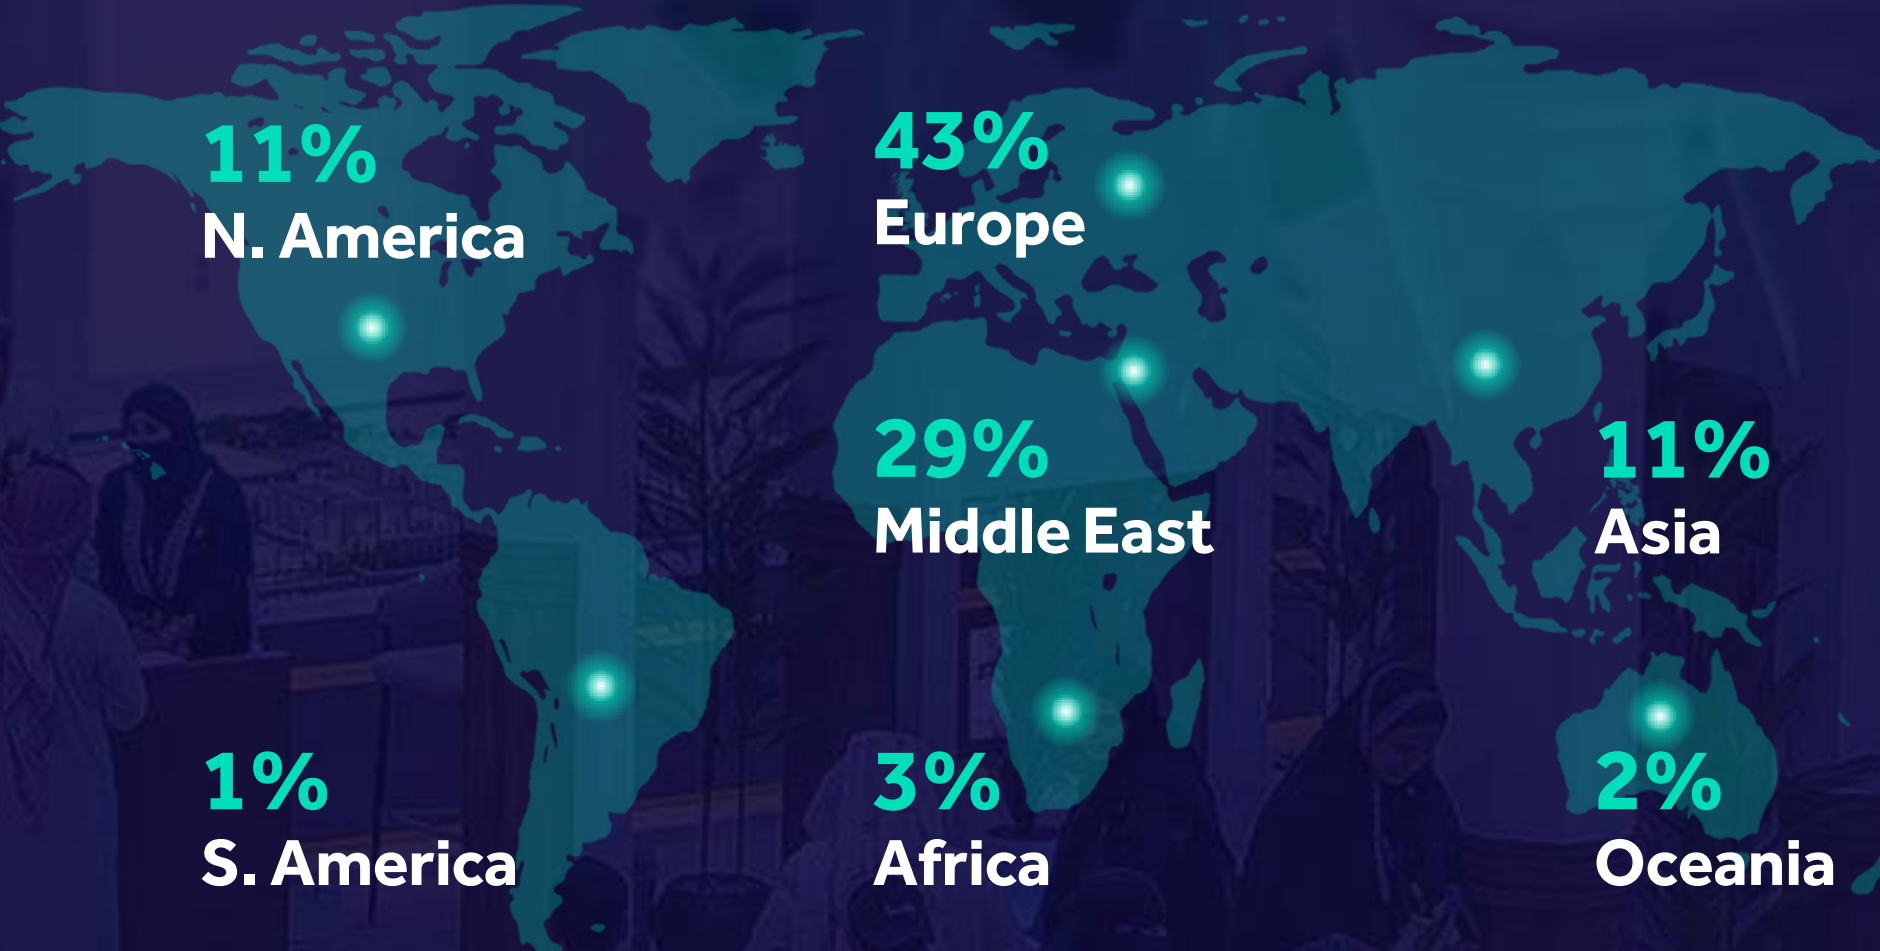 11%
N. America
43%
Europe
29%
Middle East
11%
Asia
1%
S. America
3%
Africa
2%
Oceania